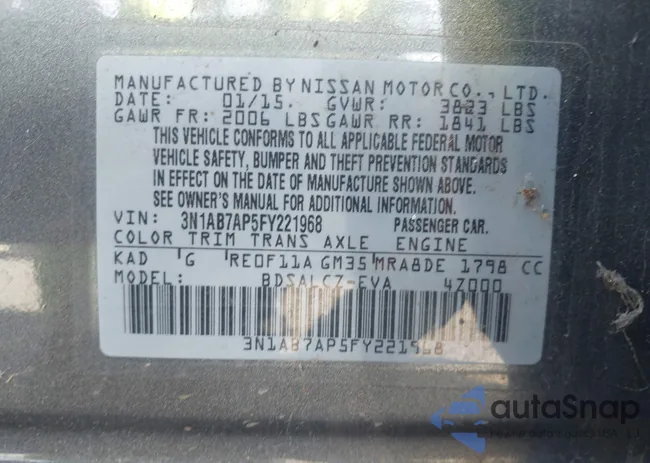 MANUFACTURED BY NISSAN MOTOR CO., LTD.
DATE: 01/15. GVWR: 3823 LBS
GAWR FR: 2006 LBS GAWR RR: 1841 LBS
THIS VEHICLE CONFORMS TO ALL APPLICABLE FEDERAL MOTOR
VEHICLE SAFETY, BUMPER AND THEFT PREVENTION STANDARDS
IN EFFECT ON THE DATE OF MANUFACTURE SHOWN ABOVE.
SEE OWNER'S MANUAL FOR ADDITIONAL INFORMATION.
VIN: 3N1AB7AP5FY221968 PASSENGER CAR.
COLOR TRIM TRANS AXLE ENGINE
KAD G RE0F11A GM35 MRA8DE 1798 CC
MODEL: BDSALCZ-EVA 4Z000
3N1AB7AP5FY221968
autoSnap